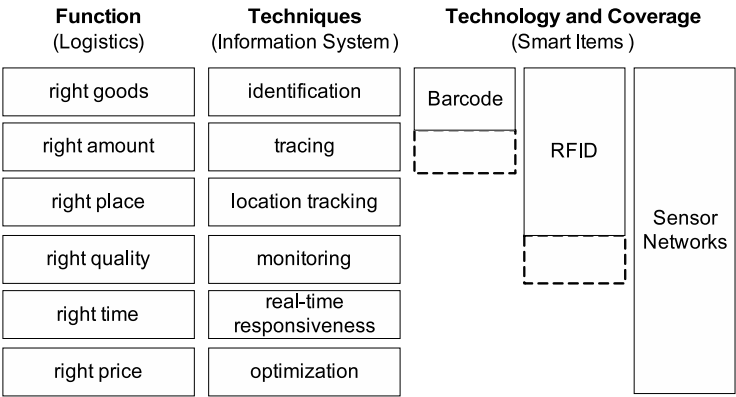 Function
(Logistics)
Techniques
(Information System)
Technology and Coverage
(Smart Items)
right goods
identification
Barcode
right amount
tracing
RFID
right place
location tracking
Sensor
Networks
right quality
monitoring
right time
real-time
responsiveness
right price
optimization